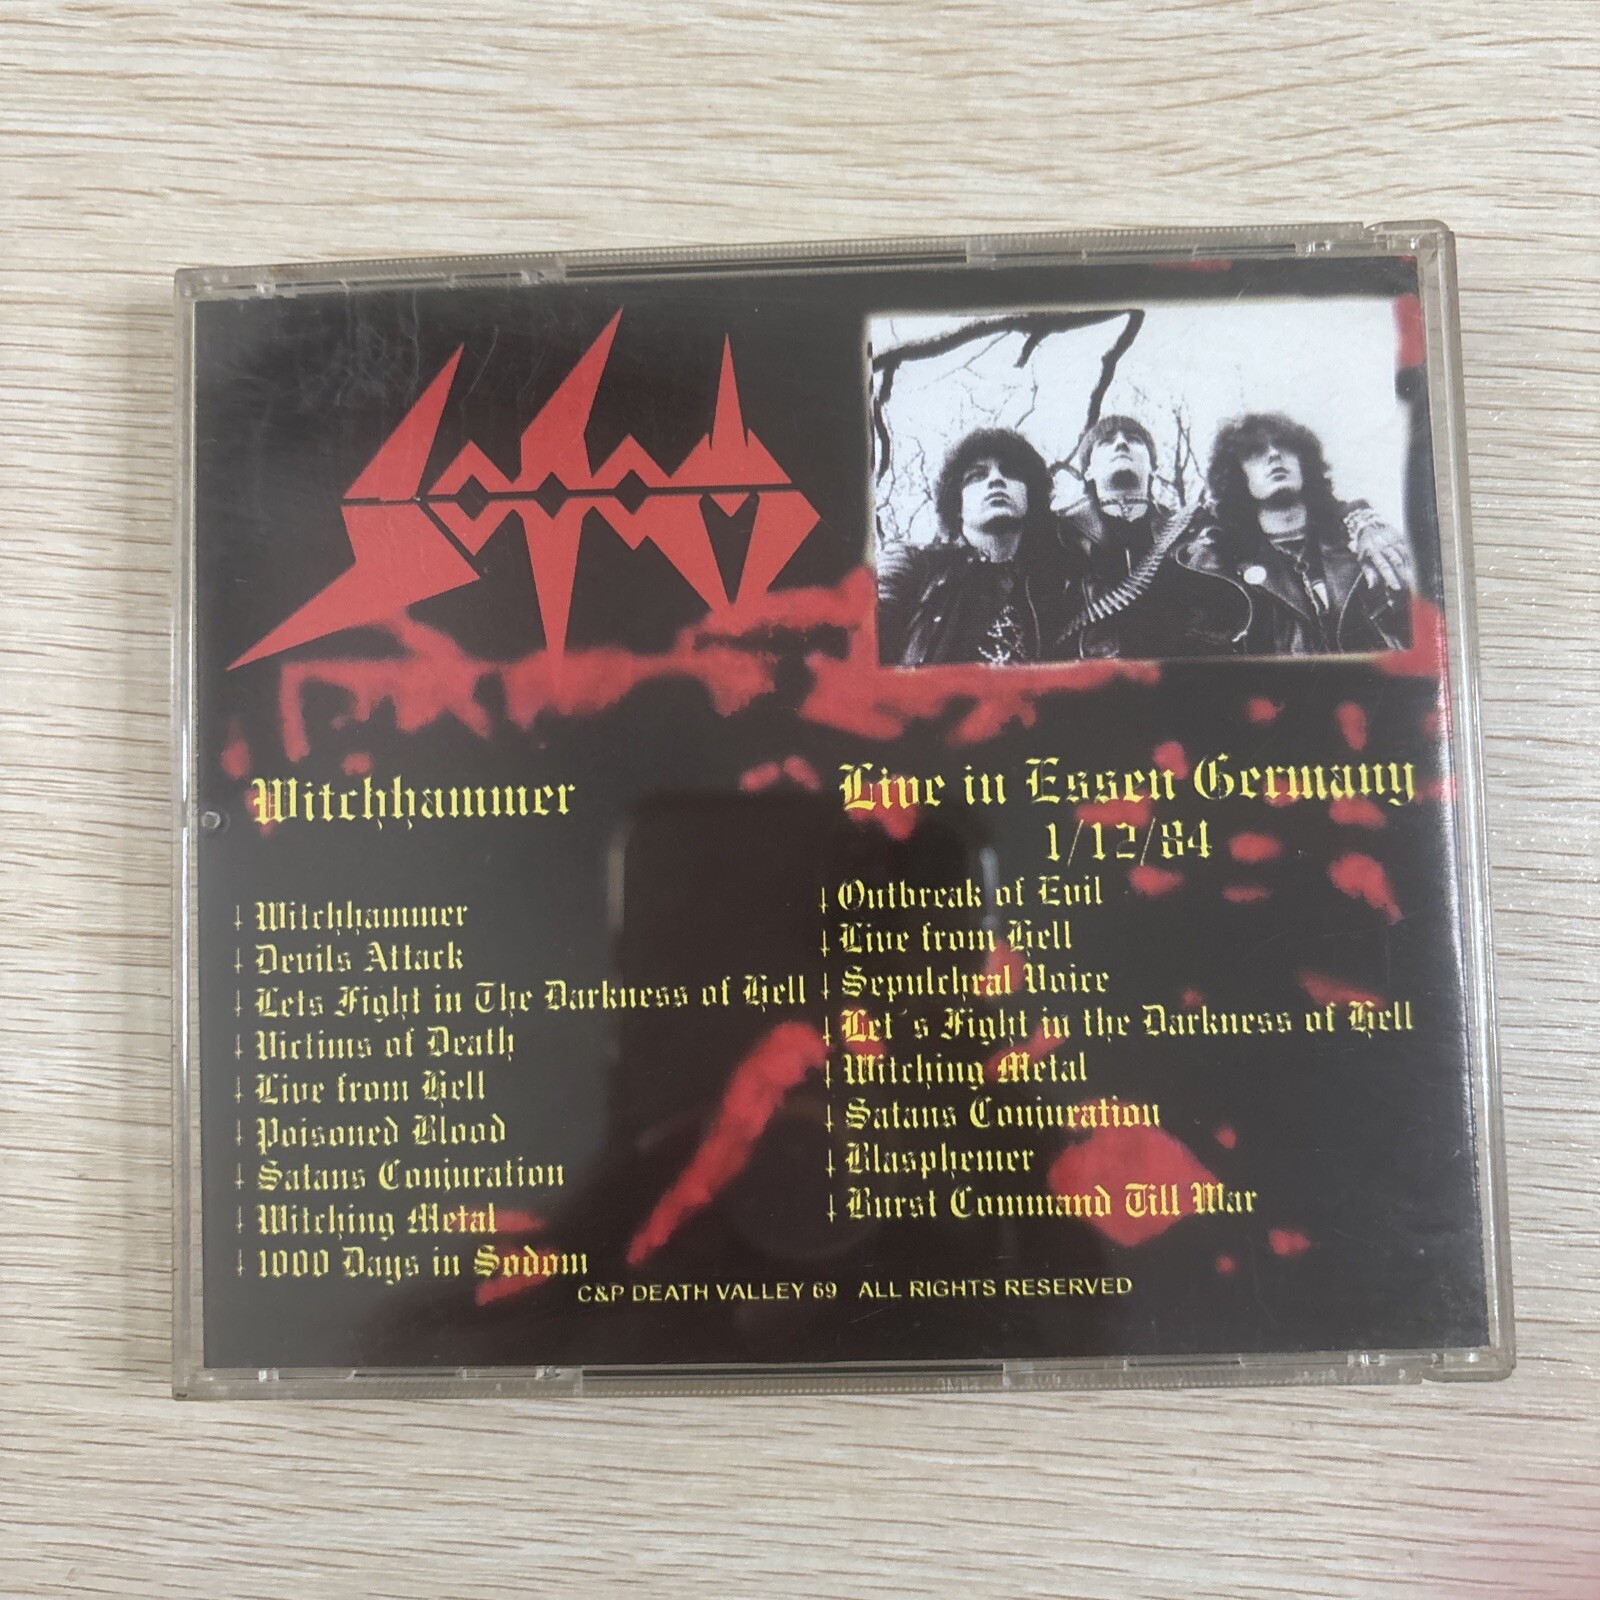 Sodom
Witchhammer
† Witchhammer
† Devils Attack
† Lets Fight in The Darkness of Hell
† Victims of Death
† Live from Hell
† Poisoned Blood
† Satans Conjuration
† Witching Metal
† 1000 Days in Sodom
Live in Essen Germany
1/12/84
† Outbreak of Evil
† Live from Hell
† Sepulchral Voice
† Let´s Fight in the Darkness of Hell
† Witching Metal
† Satans Conjuration
† Blasphemer
† Burst Command Till War
C&P DEATH VALLEY 69 ALL RIGHTS RESERVED